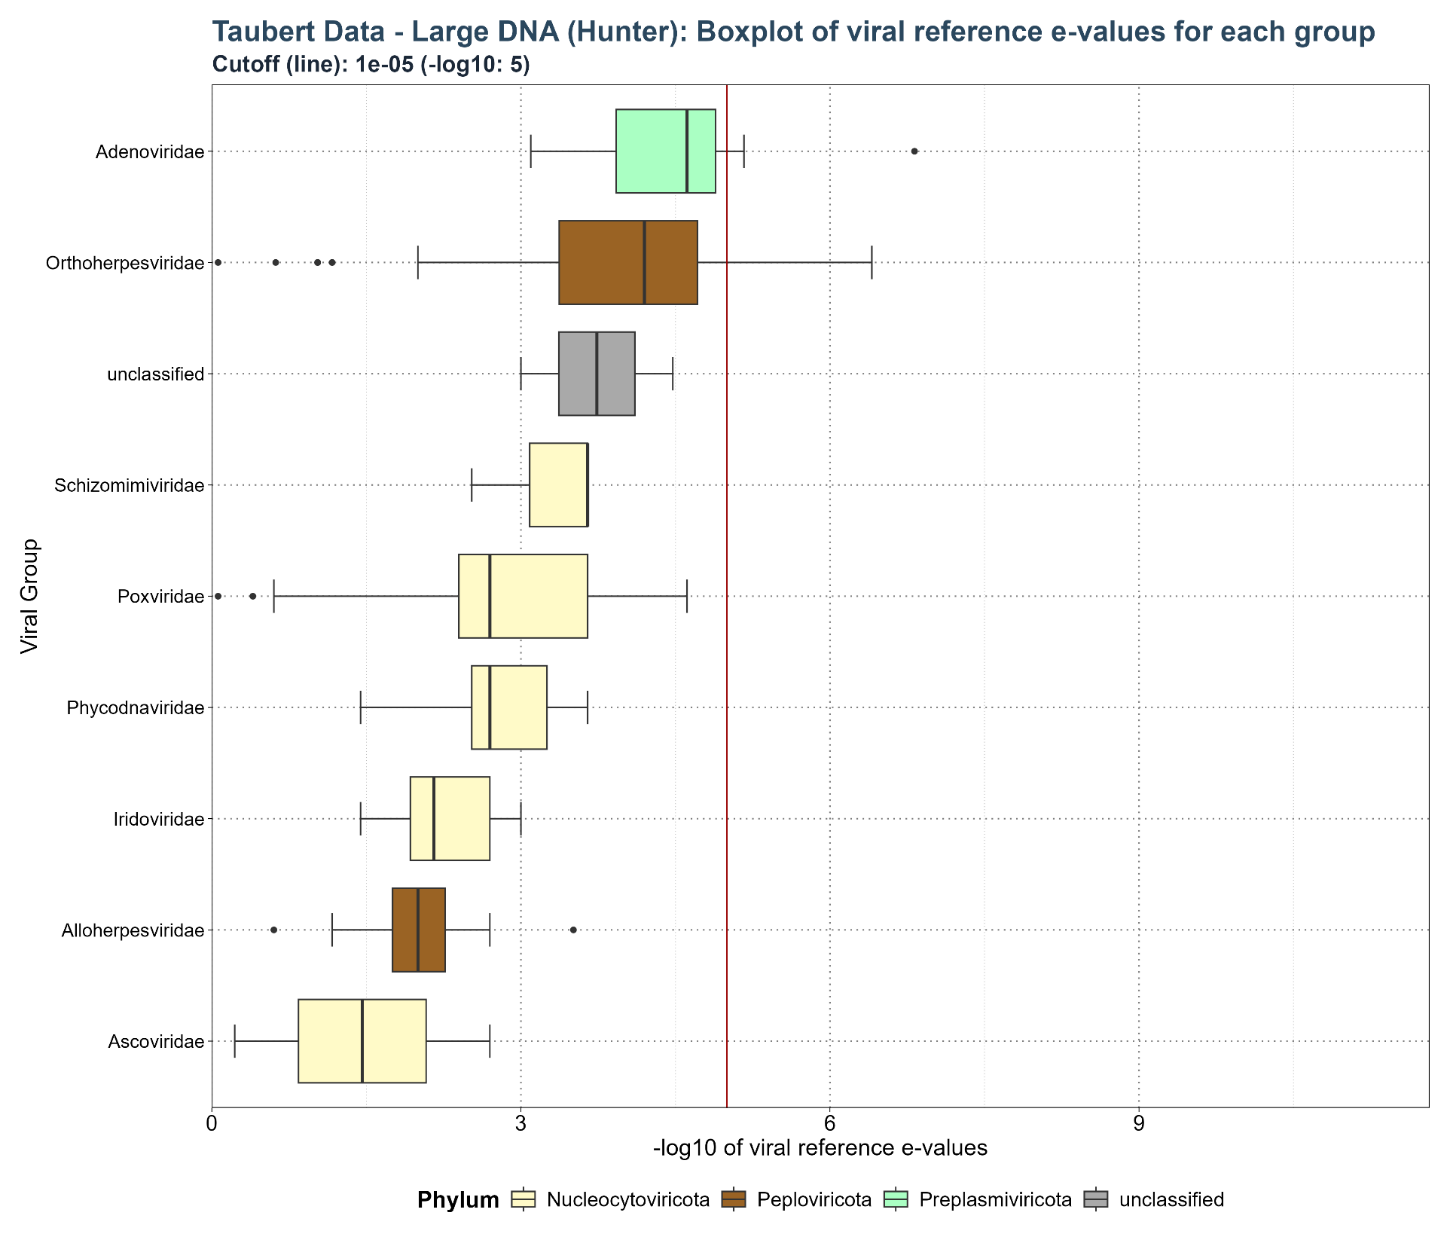 Taubert Data - Large DNA (Hunter): Boxplot of viral reference e-values for each group
Cutoff (line): 1e-05 (-log10: 5)
Viral Group
Adenoviridae
Orthoherpesviridae
unclassified
Schizomimiviridae
Poxviridae
Phycodnaviridae
Iridoviridae
Alloherpesviridae
Ascoviridae
0 3 6 9
-log10 of viral reference e-values
Phylum Nucleocytoviricota Peploviricota Preplasmiviricota unclassified